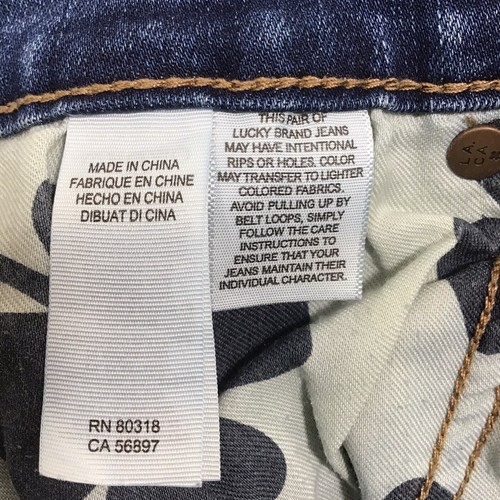 MADE IN CHINA
FABRIQUE EN CHINE
HECHO EN CHINA
DIBUAT DI CINA
RN 80318
CA 56897
THIS PAIR OF
LUCKY BRAND JEANS
MAY HAVE INTENTIONAL
RIPS OR HOLES. COLOR
MAY TRANSFER TO LIGHTER
COLORED FABRICS.
AVOID PULLING UP BY
BELT LOOPS, SIMPLY
FOLLOW THE CARE
INSTRUCTIONS TO
ENSURE THAT YOUR
JEANS MAINTAIN THEIR
INDIVIDUAL CHARACTER.